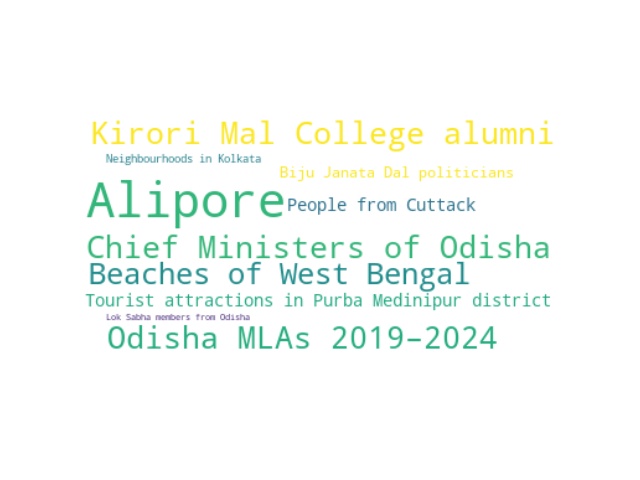 Kirori Mal College alumni
Neighbourhoods in Kolkata
Biju Janata Dal politicians
Alipore
People from Cuttack
Chief Ministers of Odisha
Beaches of West Bengal
Tourist attractions in Purba Medinipur district
Lok Sabha members from Odisha
Odisha MLAs 2019–2024